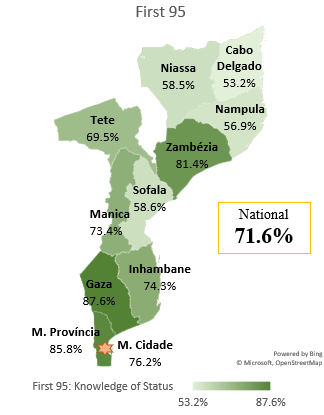 First 95
Cabo
Delgado
53.2%
Niassa
58.5%
Nampula
56.9%
Tete
69.5%
Zambézia
81.4%
Sofala
58.6%
Manica
73.4%
National
71.6%
Inhambane
74.3%
Gaza
87.6%
M. Província
85.8%
M. Cidade
76.2%
Powered by Bing
© Microsoft, OpenStreetMap
First 95: Knowledge of Status
53.2% 87.6%